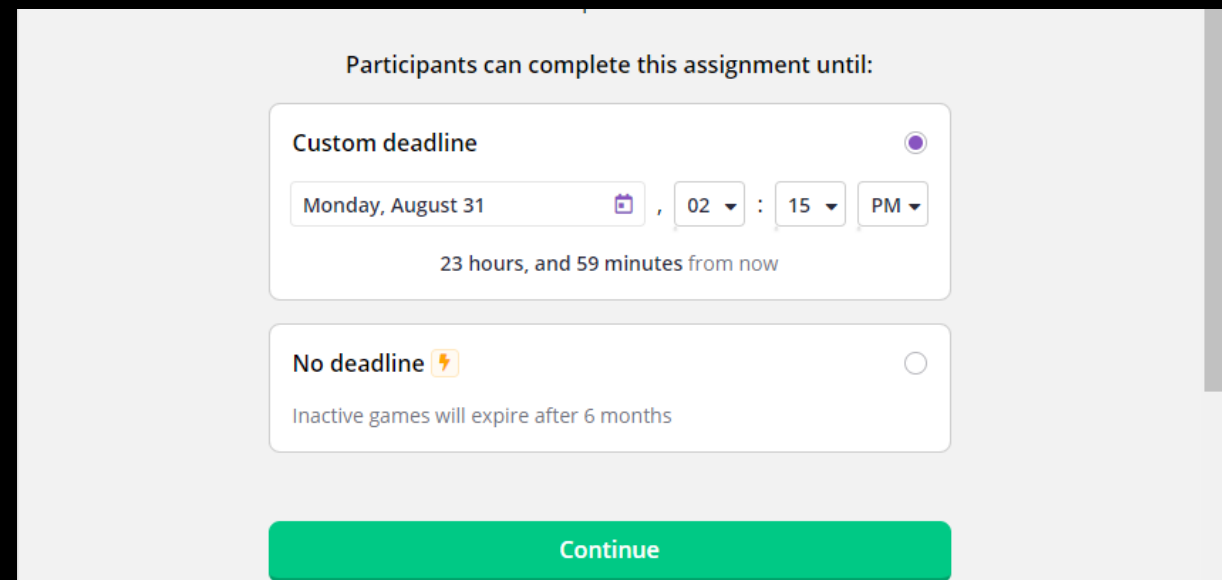 Participants can complete this assignment until:
Custom deadline
Monday, August 31 , 02 : 15 PM
23 hours, and 59 minutes from now
No deadline
Inactive games will expire after 6 months
Continue